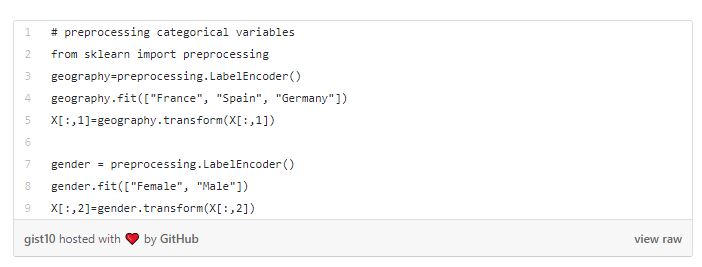 1 # preprocessing categorical variables
2 from sklearn import preprocessing
3 geography=preprocessing.LabelEncoder()
4 geography.fit(["France", "Spain", "Germany"])
5 X[:,1]=geography.transform(X[:,1])
6
7 gender = preprocessing.LabelEncoder()
8 gender.fit(["Female", "Male"])
9 X[:,2]=gender.transform(X[:,2])
gist10 hosted with ❤ by GitHub view raw